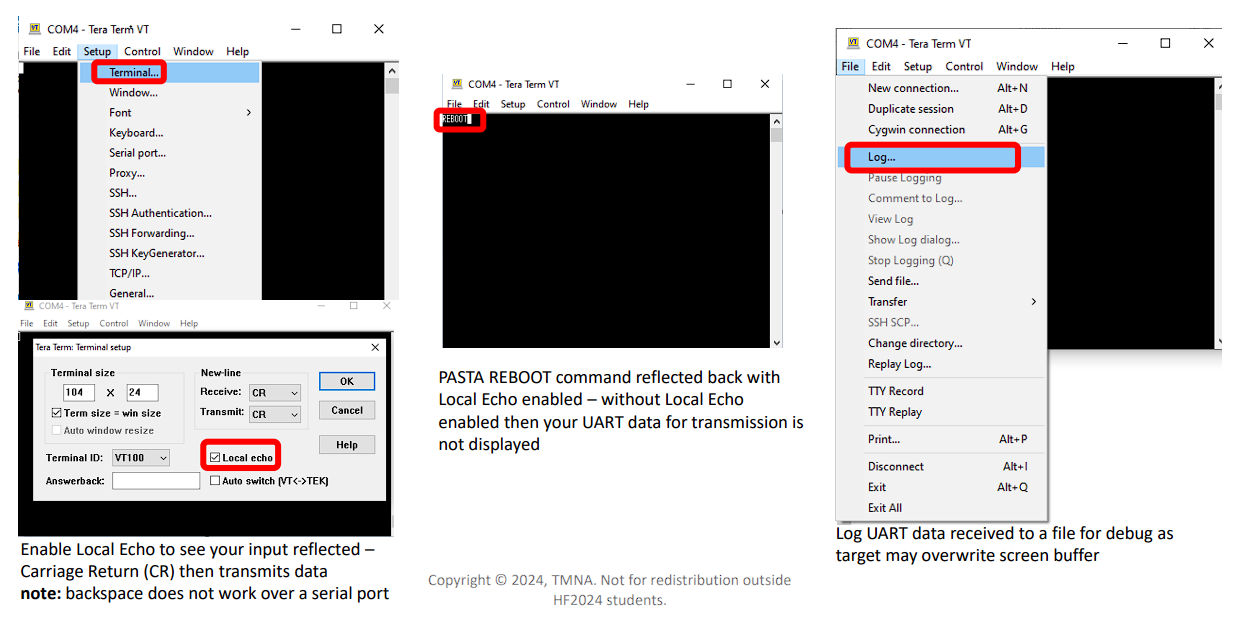 COM4 - Tera Term VT
File Edit Setup Control Window Help
Terminal...
Window...
Font
Keyboard...
Serial port...
Proxy...
SSH...
SSH Authentication...
SSH Forwarding...
SSH KeyGenerator...
TCP/IP...
General...
COM4 - Tera Term VT
File Edit Setup Control Window Help
Tera Term: Terminal setup
Terminal size
104 X 24
Term size = win size
Auto window resize
New-line
Receive: CR
Transmit: CR
OK
Cancel
Help
Terminal ID: VT100
Local echo
Answerback:
Auto switch (VT<->TEK)
Enable Local Echo to see your input reflected –
Carriage Return (CR) then transmits data
note: backspace does not work over a serial port
COM4 - Tera Term VT
File Edit Setup Control Window Help
REBOOT
PASTA REBOOT command reflected back with
Local Echo enabled – without Local Echo
enabled then your UART data for transmission is
not displayed
Copyright © 2024, TMNA. Not for redistribution outside
HF2024 students.
COM4 - Tera Term VT
File Edit Setup Control Window Help
New connection... Alt+N
Duplicate session Alt+D
Cygwin connection Alt+G
Log...
Pause Logging
Comment to Log...
View Log
Show Log dialog...
Stop Logging (Q)
Send file...
Transfer
SSH SCP...
Change directory...
Replay Log...
TTY Record
TTY Replay
Print... Alt+P
Disconnect Alt+I
Exit Alt+Q
Exit All
Log UART data received to a file for debug as
target may overwrite screen buffer